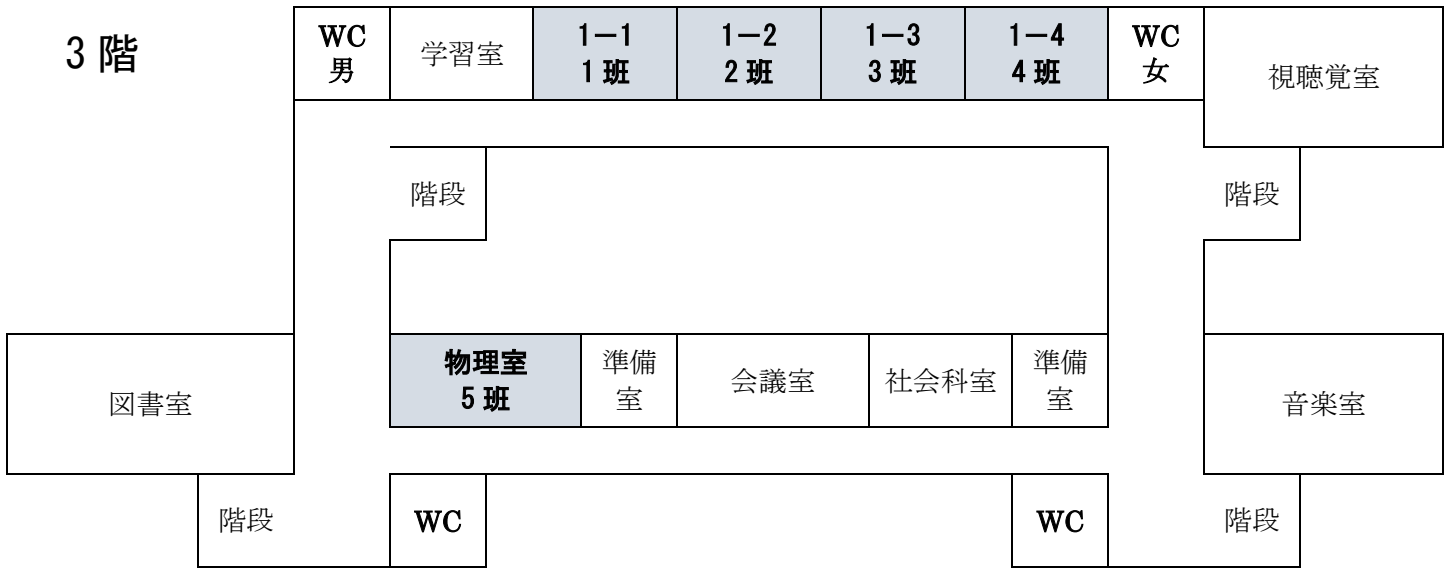 3階
WC
男
学習室
1－1
1班
1－2
2班
1－3
3班
1－4
4班
WC
女
視聴覚室
階段
階段
図書室
物理室
5班
準備
室
会議室
社会科室
準備
室
音楽室
階段
WC
WC
階段